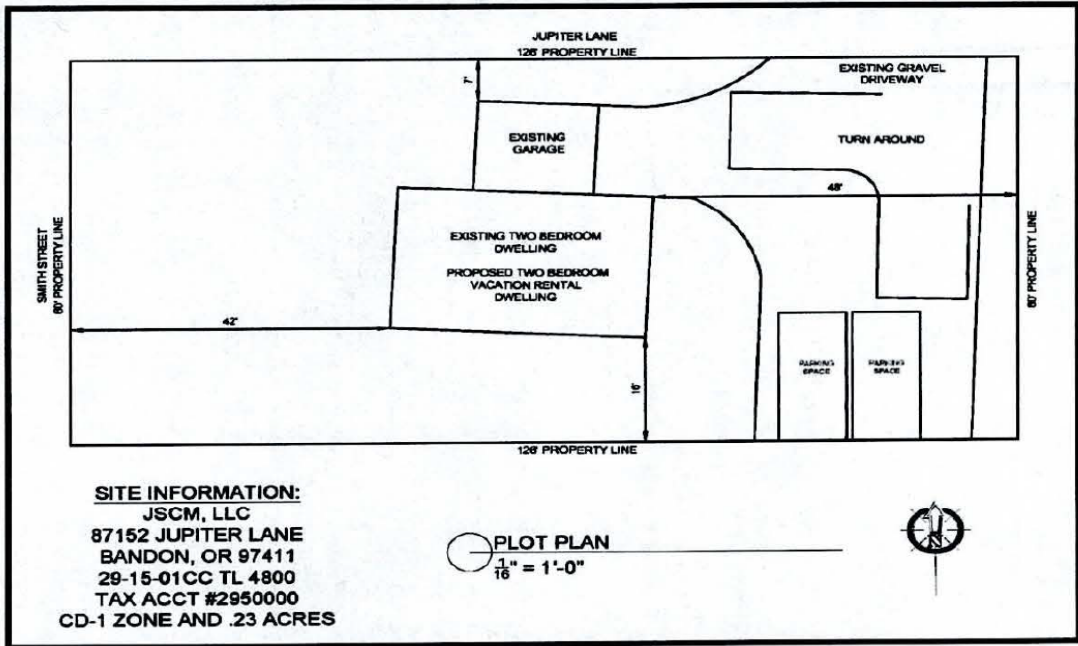 JUPITER LANE
126' PROPERTY LINE
7'
EXISTING GRAVEL
DRIVEWAY
EXISTING
GARAGE
TURN AROUND
48'
EXISTING TWO BEDROOM
DWELLING
PROPOSED TWO BEDROOM
VACATION RENTAL
DWELLING
SMITH STREET
80' PROPERTY LINE
80' PROPERTY LINE
42'
16'
PARKING
SPACE
PARKING
SPACE
126' PROPERTY LINE
SITE INFORMATION:
JSCM, LLC
87152 JUPITER LANE
BANDON, OR 97411
29-15-01CC TL 4800
TAX ACCT #2950000
CD-1 ZONE AND .23 ACRES
PLOT PLAN
1/16" = 1'-0"
N